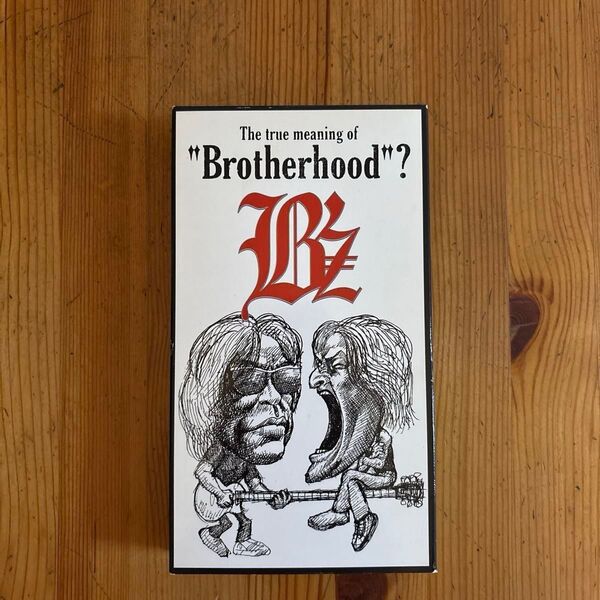 The true meaning of
"Brotherhood"?
B'z